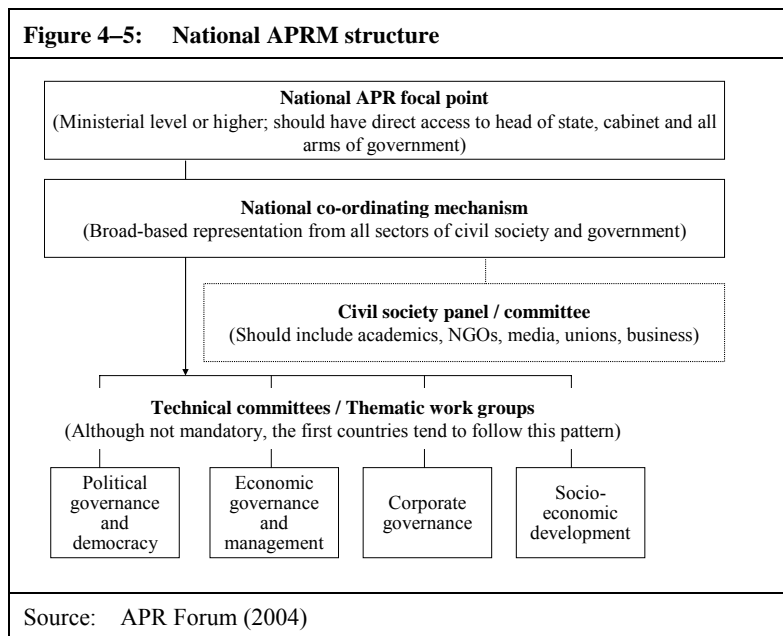 Figure 4–5: National APRM structure
National APR focal point
(Ministerial level or higher; should have direct access to head of state, cabinet and all
arms of government)
National co-ordinating mechanism
(Broad-based representation from all sectors of civil society and government)
Civil society panel / committee
(Should include academics, NGOs, media, unions, business)
Technical committees / Thematic work groups
(Although not mandatory, the first countries tend to follow this pattern)
Political
governance
and
democracy
Economic
governance
and
management
Corporate
governance
Socio-
economic
development
Source: APR Forum (2004)